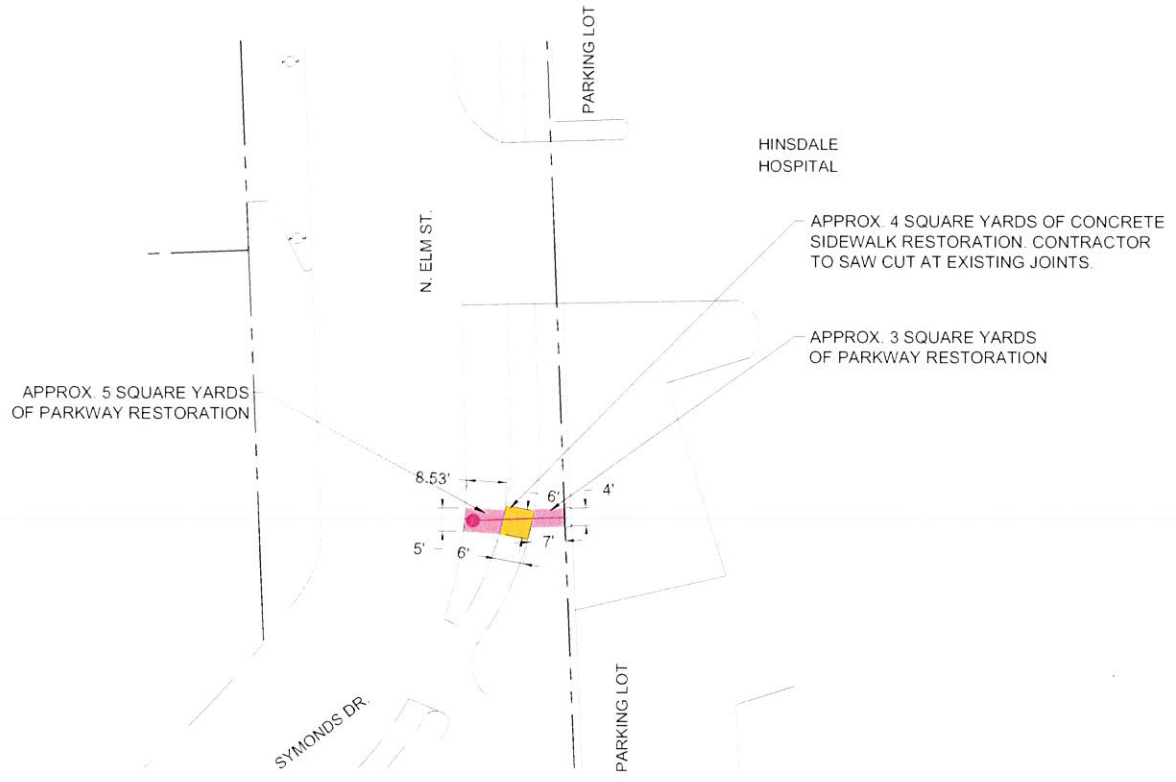 PARKING LOT
HINSDALE
HOSPITAL
N. ELM ST.
APPROX. 4 SQUARE YARDS OF CONCRETE
SIDEWALK RESTORATION. CONTRACTOR
TO SAW CUT AT EXISTING JOINTS.
APPROX. 3 SQUARE YARDS
OF PARKWAY RESTORATION
APPROX. 5 SQUARE YARDS
OF PARKWAY RESTORATION
8.53'
6'
4'
5'
6'
7'
SYMONDS DR.
PARKING LOT